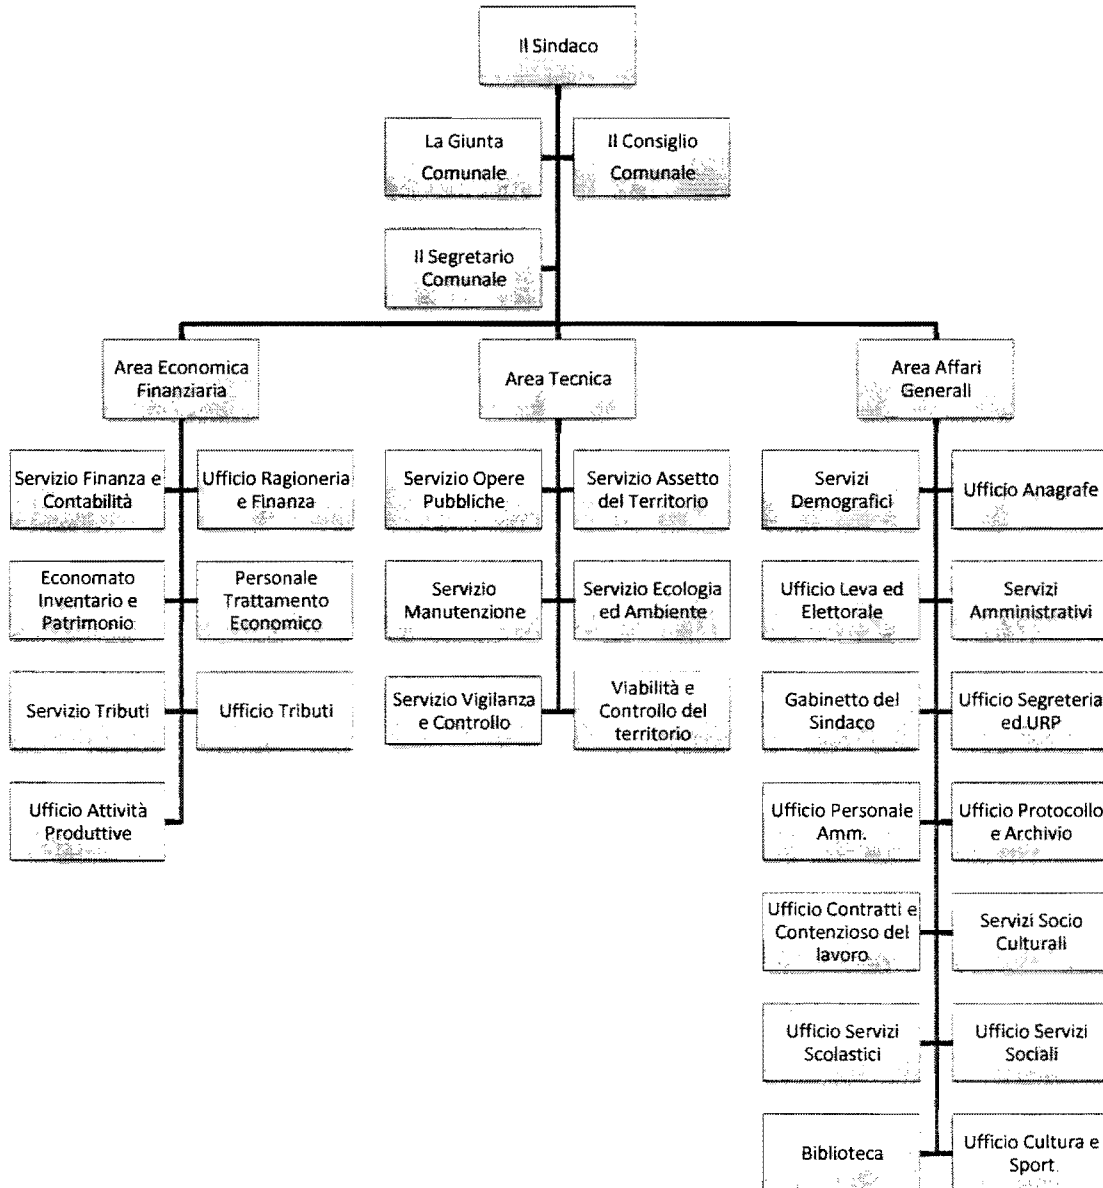 Il Sindaco
La Giunta
Comunale
Il Consiglio
Comunale
Il Segretario
Comunale
Area Economica
Finanziaria
Area Tecnica
Area Affari
Generali
Servizio Finanza e
Contabilità
Ufficio Ragioneria
e Finanza
Economato
Inventario e
Patrimonio
Personale
Trattamento
Economico
Servizio Tributi
Ufficio Tributi
Ufficio Attività
Produttive
Servizio Opere
Pubbliche
Servizio Assetto
del Territorio
Servizio
Manutenzione
Servizio Ecologia
ed Ambiente
Servizio Vigilanza
e Controllo
Viabilità e
Controllo del
territorio
Servizi
Demografici
Ufficio Anagrafe
Ufficio Leva ed
Elettorale
Servizi
Amministrativi
Gabinetto del
Sindaco
Ufficio Segreteria
ed URP
Ufficio Personale
Amm.
Ufficio Protocollo
e Archivio
Ufficio Contratti e
Contenzioso del
lavoro
Servizi Socio
Culturali
Ufficio Servizi
Scolastici
Ufficio Servizi
Sociali
Biblioteca
Ufficio Cultura e
Sport